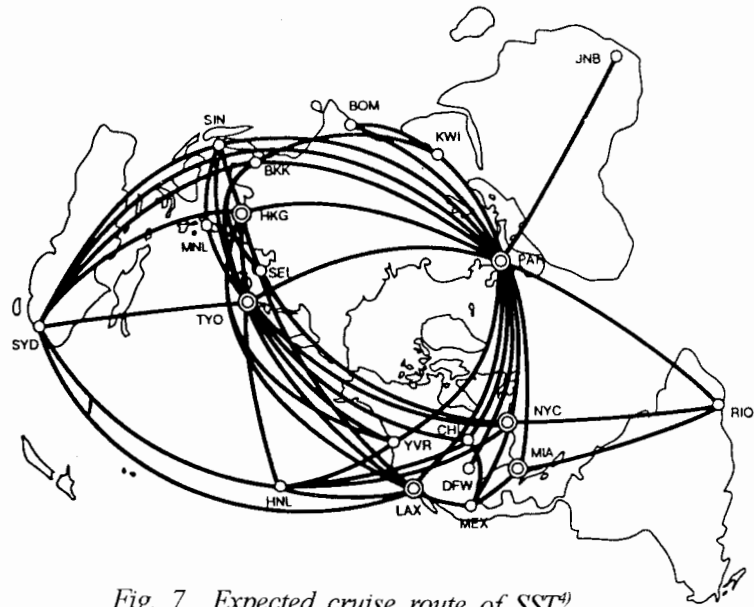 JNB
BOM
SIN
KWI
BKK
HKG
MNL
SEL
PAR
TYO
SYD
RIO
NYC
CHI
YVR
MIA
DFW
HNL
LAX
MEX
Fig. 7 Expected cruise route of SST⁴⁾